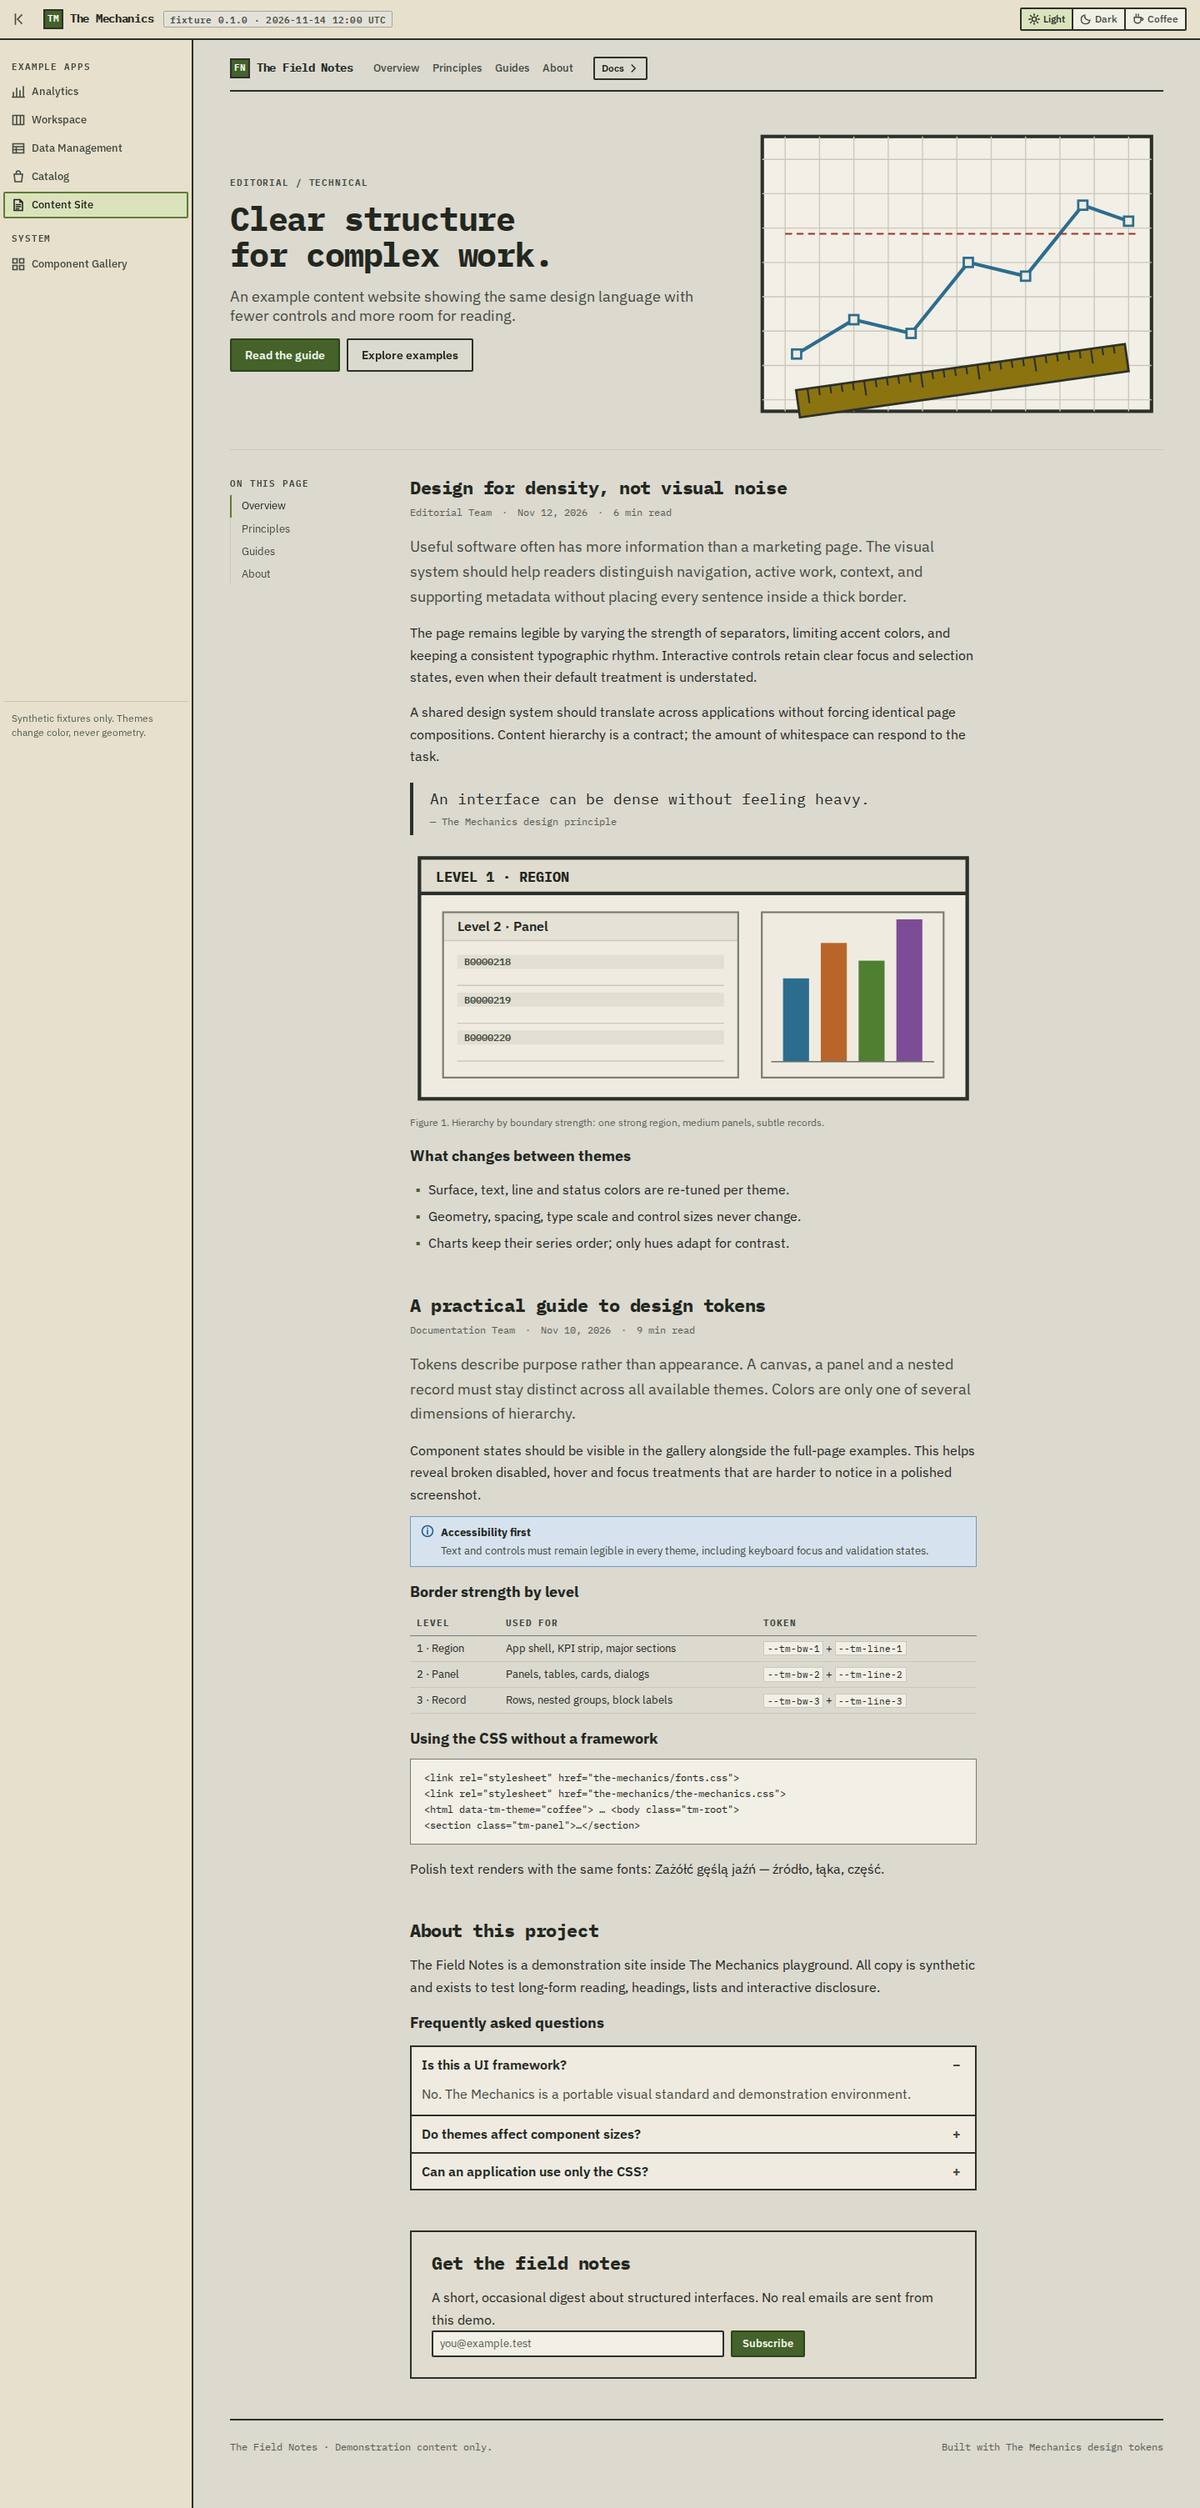 TM The Mechanics fixture 0.1.0 · 2026-11-14 12:00 UTC Light Dark Coffee
EXAMPLE APPS
Analytics
Workspace
Data Management
Catalog
Content Site
SYSTEM
Component Gallery
Synthetic fixtures only. Themes
change color, never geometry.
FN The Field Notes Overview Principles Guides About Docs
EDITORIAL / TECHNICAL
Clear structure
for complex work.
An example content website showing the same design language with
fewer controls and more room for reading.
Read the guide Explore examples
ON THIS PAGE
Overview
Principles
Guides
About
Design for density, not visual noise
Editorial Team · Nov 12, 2026 · 6 min read
Useful software often has more information than a marketing page. The visual
system should help readers distinguish navigation, active work, context, and
supporting metadata without placing every sentence inside a thick border.
The page remains legible by varying the strength of separators, limiting accent colors, and
keeping a consistent typographic rhythm. Interactive controls retain clear focus and selection
states, even when their default treatment is understated.
A shared design system should translate across applications without forcing identical page
compositions. Content hierarchy is a contract; the amount of whitespace can respond to the
task.
An interface can be dense without feeling heavy.
— The Mechanics design principle
LEVEL 1 · REGION
Level 2 · Panel
B0000218
B0000219
B0000220
Figure 1. Hierarchy by boundary strength: one strong region, medium panels, subtle records.
What changes between themes
▪ Surface, text, line and status colors are re-tuned per theme.
▪ Geometry, spacing, type scale and control sizes never change.
▪ Charts keep their series order; only hues adapt for contrast.
A practical guide to design tokens
Documentation Team · Nov 10, 2026 · 9 min read
Tokens describe purpose rather than appearance. A canvas, a panel and a nested
record must stay distinct across all available themes. Colors are only one of several
dimensions of hierarchy.
Component states should be visible in the gallery alongside the full-page examples. This helps
reveal broken disabled, hover and focus treatments that are harder to notice in a polished
screenshot.
Accessibility first
Text and controls must remain legible in every theme, including keyboard focus and validation states.
Border strength by level
LEVEL USED FOR TOKEN
1 · Region App shell, KPI strip, major sections --tm-bw-1 + --tm-line-1
2 · Panel Panels, tables, cards, dialogs --tm-bw-2 + --tm-line-2
3 · Record Rows, nested groups, block labels --tm-bw-3 + --tm-line-3
Using the CSS without a framework
<link rel="stylesheet" href="the-mechanics/fonts.css">
<link rel="stylesheet" href="the-mechanics/the-mechanics.css">
<html data-tm-theme="coffee"> … <body class="tm-root">
<section class="tm-panel">…</section>
Polish text renders with the same fonts: Zażółć gęślą jaźń — źródło, łąka, część.
About this project
The Field Notes is a demonstration site inside The Mechanics playground. All copy is synthetic
and exists to test long-form reading, headings, lists and interactive disclosure.
Frequently asked questions
Is this a UI framework? −
No. The Mechanics is a portable visual standard and demonstration environment.
Do themes affect component sizes? +
Can an application use only the CSS? +
Get the field notes
A short, occasional digest about structured interfaces. No real emails are sent from
this demo.
you@example.test Subscribe
The Field Notes · Demonstration content only. Built with The Mechanics design tokens